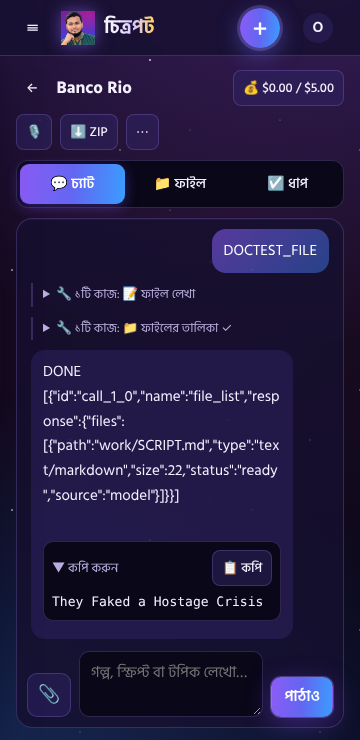 চিত্রপট
+
O
Banco Rio
💰 $0.00 / $5.00
⬇️ ZIP
...
💬 চ্যাট
📁 ফাইল
☑️ ধাপ
DOCTEST_FILE
▶ 🔧 ১টি কাজ: 📝 ফাইল লেখা
▶ 🔧 ১টি কাজ: 📁 ফাইলের তালিকা ✓
DONE
[{"id":"call_1_0","name":"file_list","resp
onse":{"files":
[{"path":"work/SCRIPT.md","type":"tex
t/markdown","size":22,"status":"ready
","source":"model"}]}}]
▼ কপি করুন
📋 কপি
They Faked a Hostage Crisis
গল্প, স্ক্রিপ্ট বা টপিক লেখো...
পাঠাও